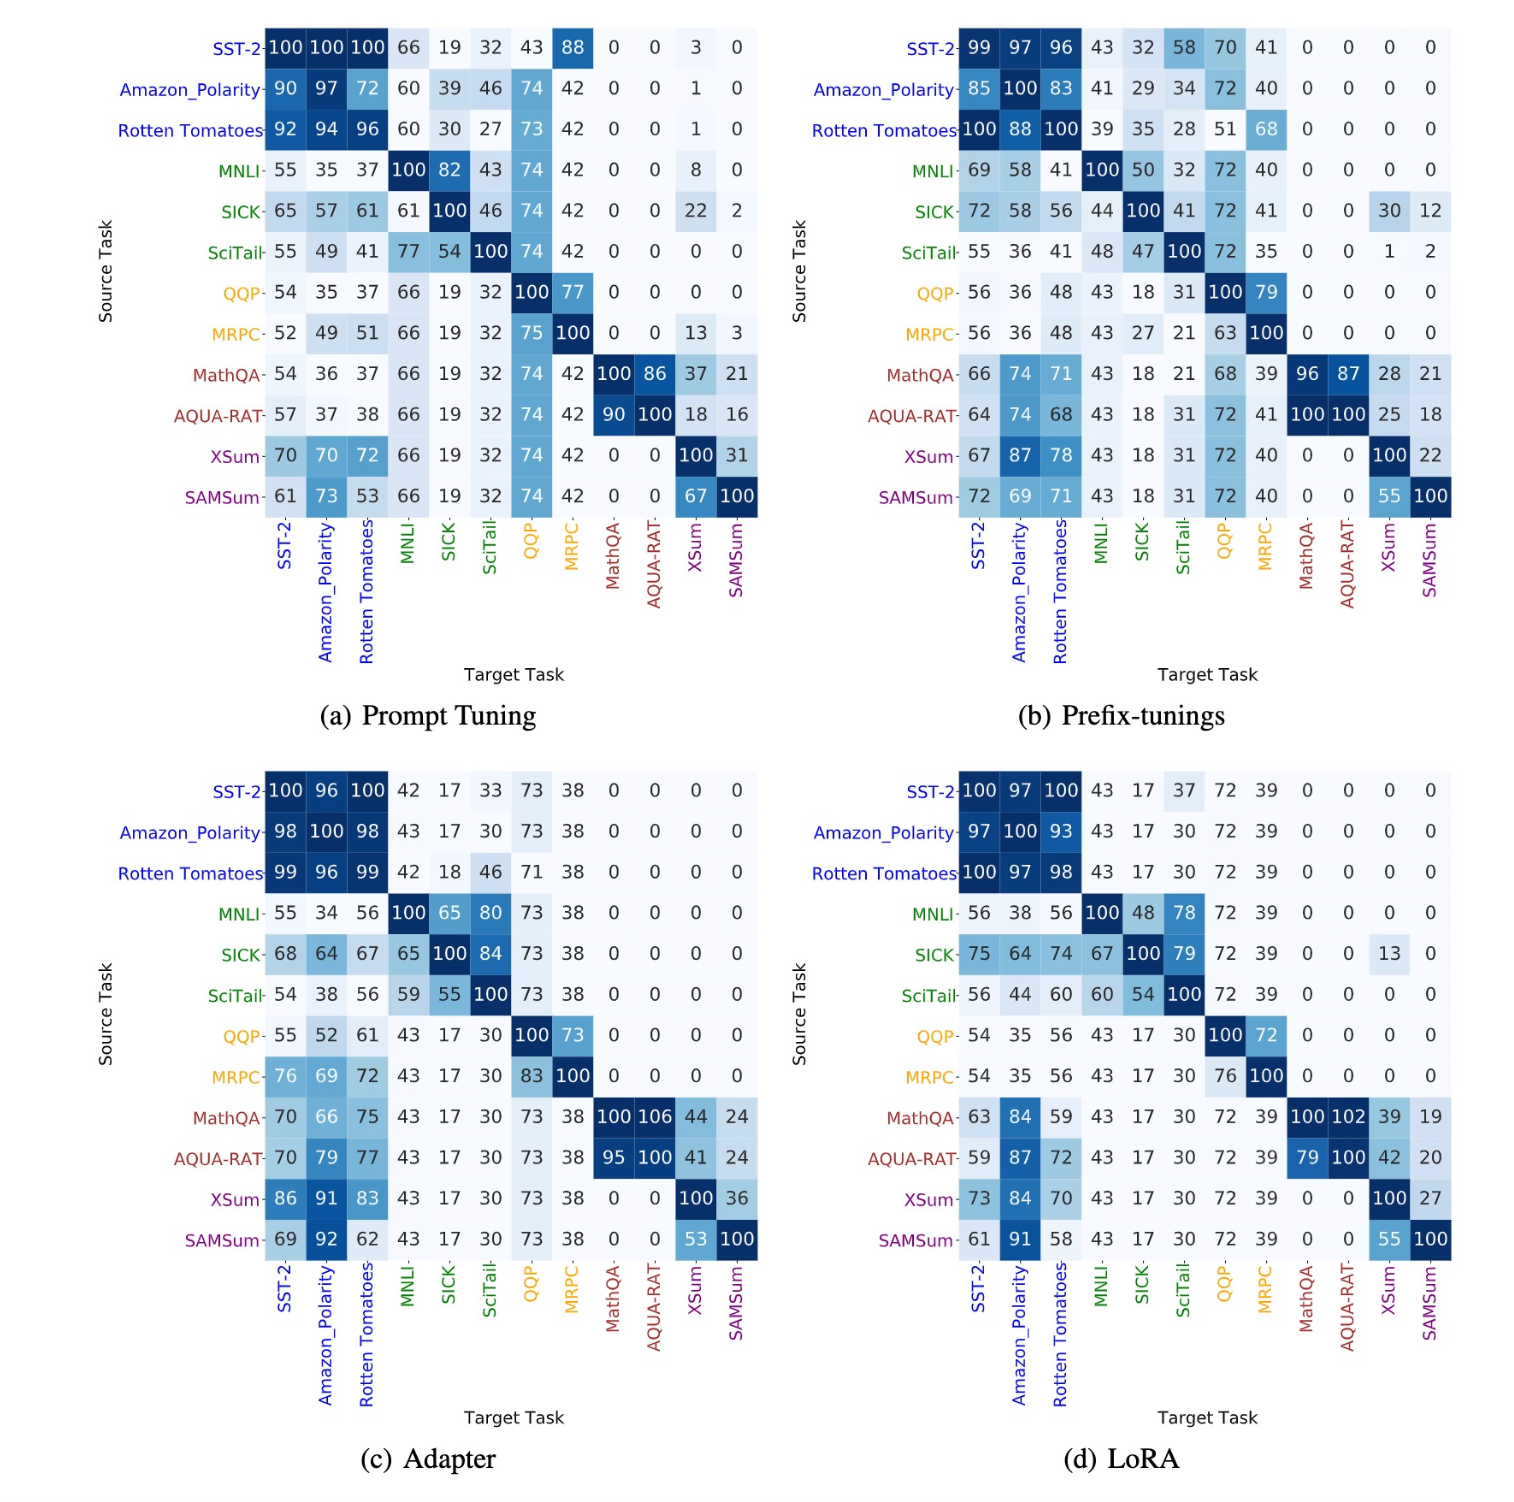 SST-2 100 100 100 66 19 32 43 88 0 0 3 0
Amazon_Polarity 90 97 72 60 39 46 74 42 0 0 1 0
Rotten Tomatoes 92 94 96 60 30 27 73 42 0 0 1 0
MNLI 55 35 37 100 82 43 74 42 0 0 8 0
SICK 65 57 61 61 100 46 74 42 0 0 22 2
SciTail 55 49 41 77 54 100 74 42 0 0 0 0
QQP 54 35 37 66 19 32 100 77 0 0 0 0
MRPC 52 49 51 66 19 32 75 100 0 0 13 3
MathQA 54 36 37 66 19 32 74 42 100 86 37 21
AQUA-RAT 57 37 38 66 19 32 74 42 90 100 18 16
XSum 70 70 72 66 19 32 74 42 0 0 100 31
SAMSum 61 73 53 66 19 32 74 42 0 0 67 100
Source Task
SST-2 Amazon_Polarity Rotten Tomatoes MNLI SICK SciTail QQP MRPC MathQA AQUA-RAT XSum SAMSum
Target Task
(a) Prompt Tuning
SST-2 99 97 96 43 32 58 70 41 0 0 0 0
Amazon_Polarity 85 100 83 41 29 34 72 40 0 0 0 0
Rotten Tomatoes 100 88 100 39 35 28 51 68 0 0 0 0
MNLI 69 58 41 100 50 32 72 40 0 0 0 0
SICK 72 58 56 44 100 41 72 41 0 0 30 12
SciTail 55 36 41 48 47 100 72 35 0 0 1 2
QQP 56 36 48 43 18 31 100 79 0 0 0 0
MRPC 56 36 48 43 27 21 63 100 0 0 0 0
MathQA 66 74 71 43 18 21 68 39 96 87 28 21
AQUA-RAT 64 74 68 43 18 31 72 41 100 100 25 18
XSum 67 87 78 43 18 31 72 40 0 0 100 22
SAMSum 72 69 71 43 18 31 72 40 0 0 55 100
Source Task
SST-2 Amazon_Polarity Rotten Tomatoes MNLI SICK SciTail QQP MRPC MathQA AQUA-RAT XSum SAMSum
Target Task
(b) Prefix-tunings
SST-2 100 96 100 42 17 33 73 38 0 0 0 0
Amazon_Polarity 98 100 98 43 17 30 73 38 0 0 0 0
Rotten Tomatoes 99 96 99 42 18 46 71 38 0 0 0 0
MNLI 55 34 56 100 65 80 73 38 0 0 0 0
SICK 68 64 67 65 100 84 73 38 0 0 0 0
SciTail 54 38 56 59 55 100 73 38 0 0 0 0
QQP 55 52 61 43 17 30 100 73 0 0 0 0
MRPC 76 69 72 43 17 30 83 100 0 0 0 0
MathQA 70 66 75 43 17 30 73 38 100 106 44 24
AQUA-RAT 70 79 77 43 17 30 73 38 95 100 41 24
XSum 86 91 83 43 17 30 73 38 0 0 100 36
SAMSum 69 92 62 43 17 30 73 38 0 0 53 100
Source Task
SST-2 Amazon_Polarity Rotten Tomatoes MNLI SICK SciTail QQP MRPC MathQA AQUA-RAT XSum SAMSum
Target Task
(c) Adapter
SST-2 100 97 100 43 17 37 72 39 0 0 0 0
Amazon_Polarity 97 100 93 43 17 30 72 39 0 0 0 0
Rotten Tomatoes 100 97 98 43 17 30 72 39 0 0 0 0
MNLI 56 38 56 100 48 78 72 39 0 0 0 0
SICK 75 64 74 67 100 79 72 39 0 0 13 0
SciTail 56 44 60 60 54 100 72 39 0 0 0 0
QQP 54 35 56 43 17 30 100 72 0 0 0 0
MRPC 54 35 56 43 17 30 76 100 0 0 0 0
MathQA 63 84 59 43 17 30 72 39 100 102 39 19
AQUA-RAT 59 87 72 43 17 30 72 39 79 100 42 20
XSum 73 84 70 43 17 30 72 39 0 0 100 27
SAMSum 61 91 58 43 17 30 72 39 0 0 55 100
Source Task
SST-2 Amazon_Polarity Rotten Tomatoes MNLI SICK SciTail QQP MRPC MathQA AQUA-RAT XSum SAMSum
Target Task
(d) LoRA